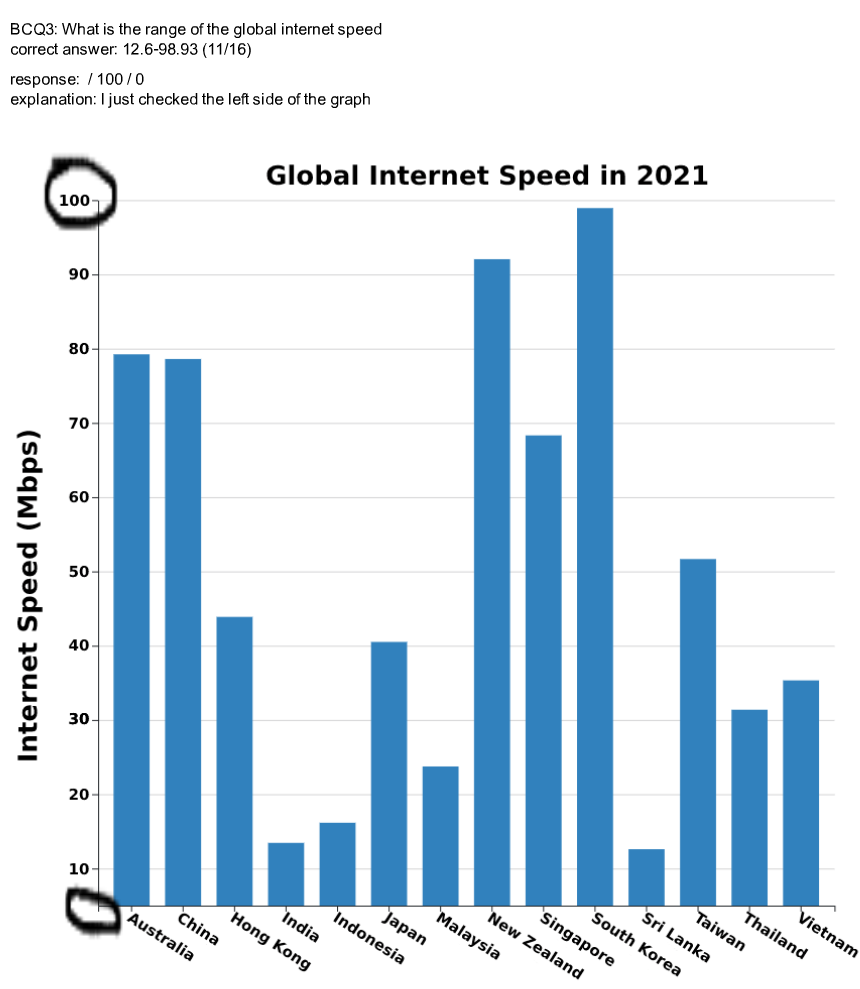 BCQ3: What is the range of the global internet speed
correct answer: 12.6-98.93 (11/16)
response:  / 100 / 0
explanation: I just checked the left side of the graph
Global Internet Speed in 2021
100
90
80
70
60
50
40
30
20
10
Internet Speed (Mbps)
Australia
China
Hong Kong
India
Indonesia
Japan
Malaysia
New Zealand
Singapore
South Korea
Sri Lanka
Taiwan
Thailand
Vietnam